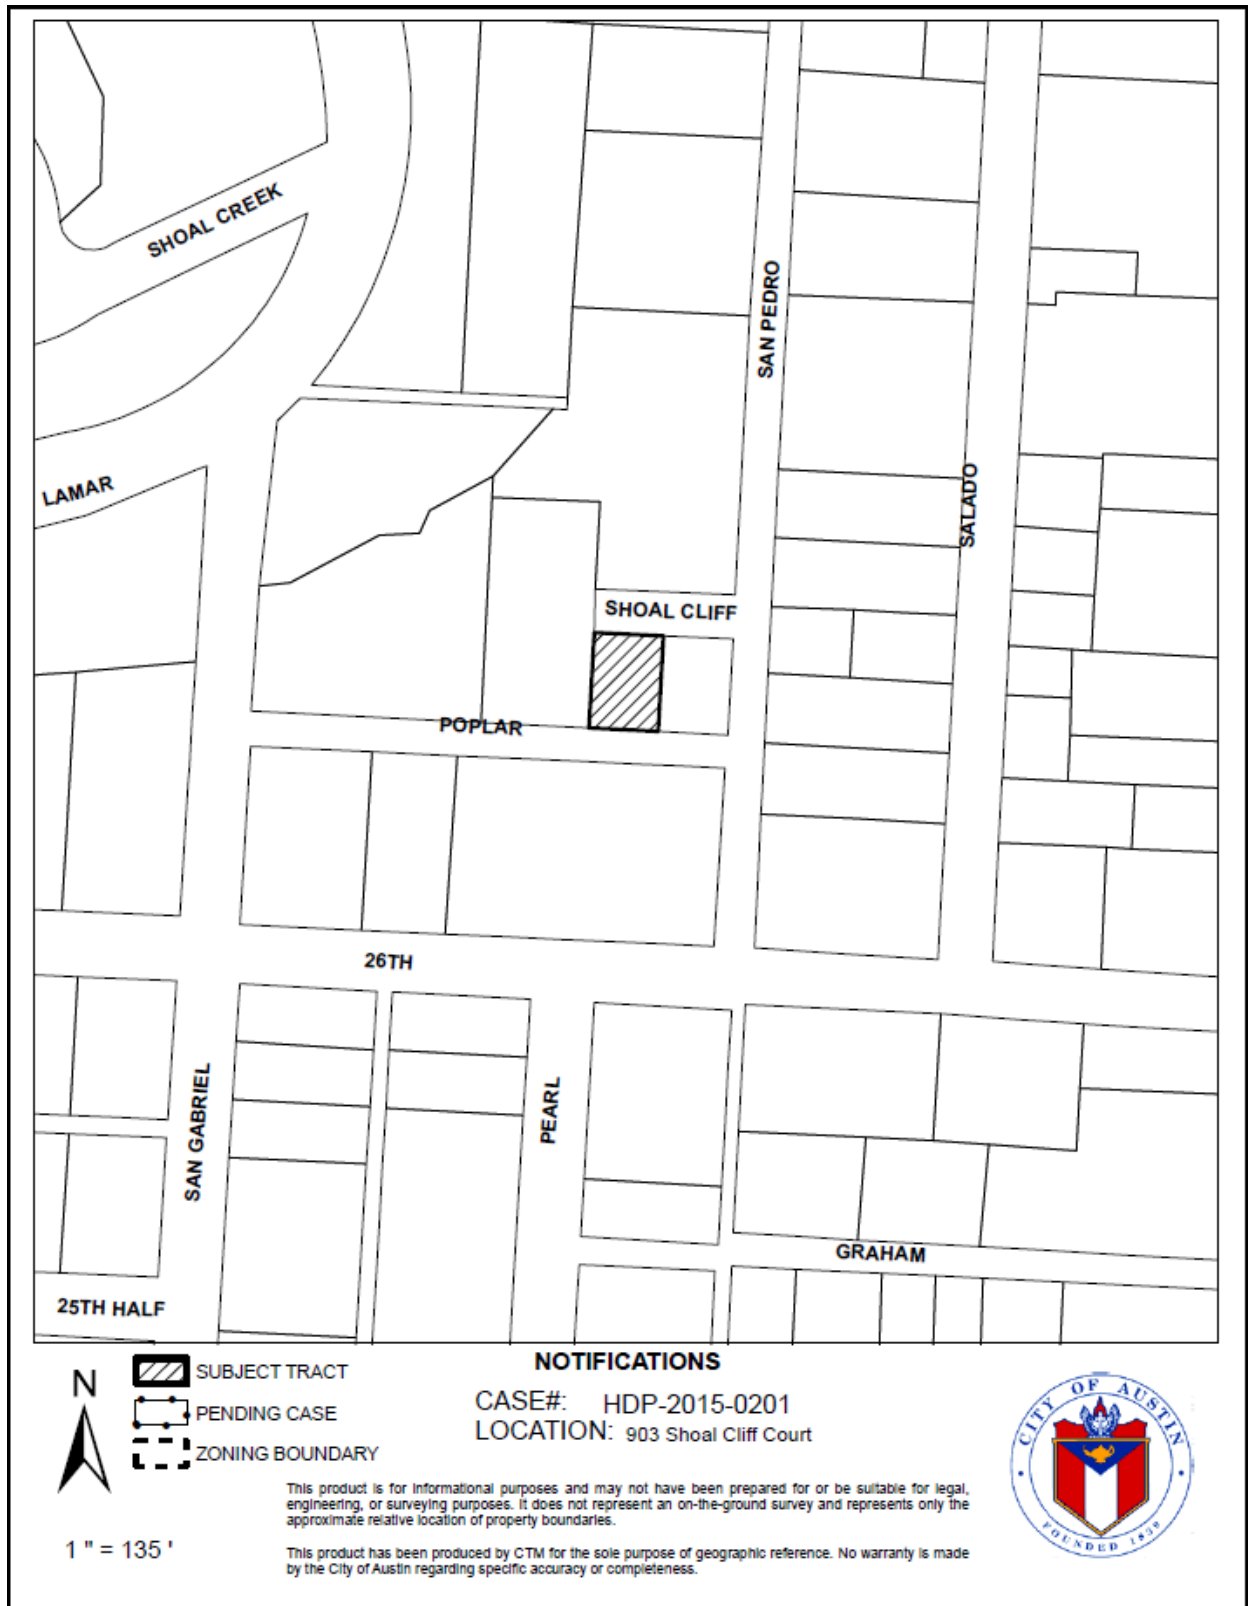 SHOAL CREEK
SAN PEDRO
LAMAR
SALADO
SHOAL CLIFF
POPLAR
26TH
SAN GABRIEL
PEARL
GRAHAM
25TH HALF
N
1 " = 135 '
SUBJECT TRACT
PENDING CASE
ZONING BOUNDARY
NOTIFICATIONS
CASE#: HDP-2015-0201
LOCATION: 903 Shoal Cliff Court
This product is for informational purposes and may not have been prepared for or be suitable for legal,
engineering, or surveying purposes. It does not represent an on-the-ground survey and represents only the
approximate relative location of property boundaries.
This product has been produced by CTM for the sole purpose of geographic reference. No warranty is made
by the City of Austin regarding specific accuracy or completeness.
CITY OF AUSTIN
FOUNDED 1839